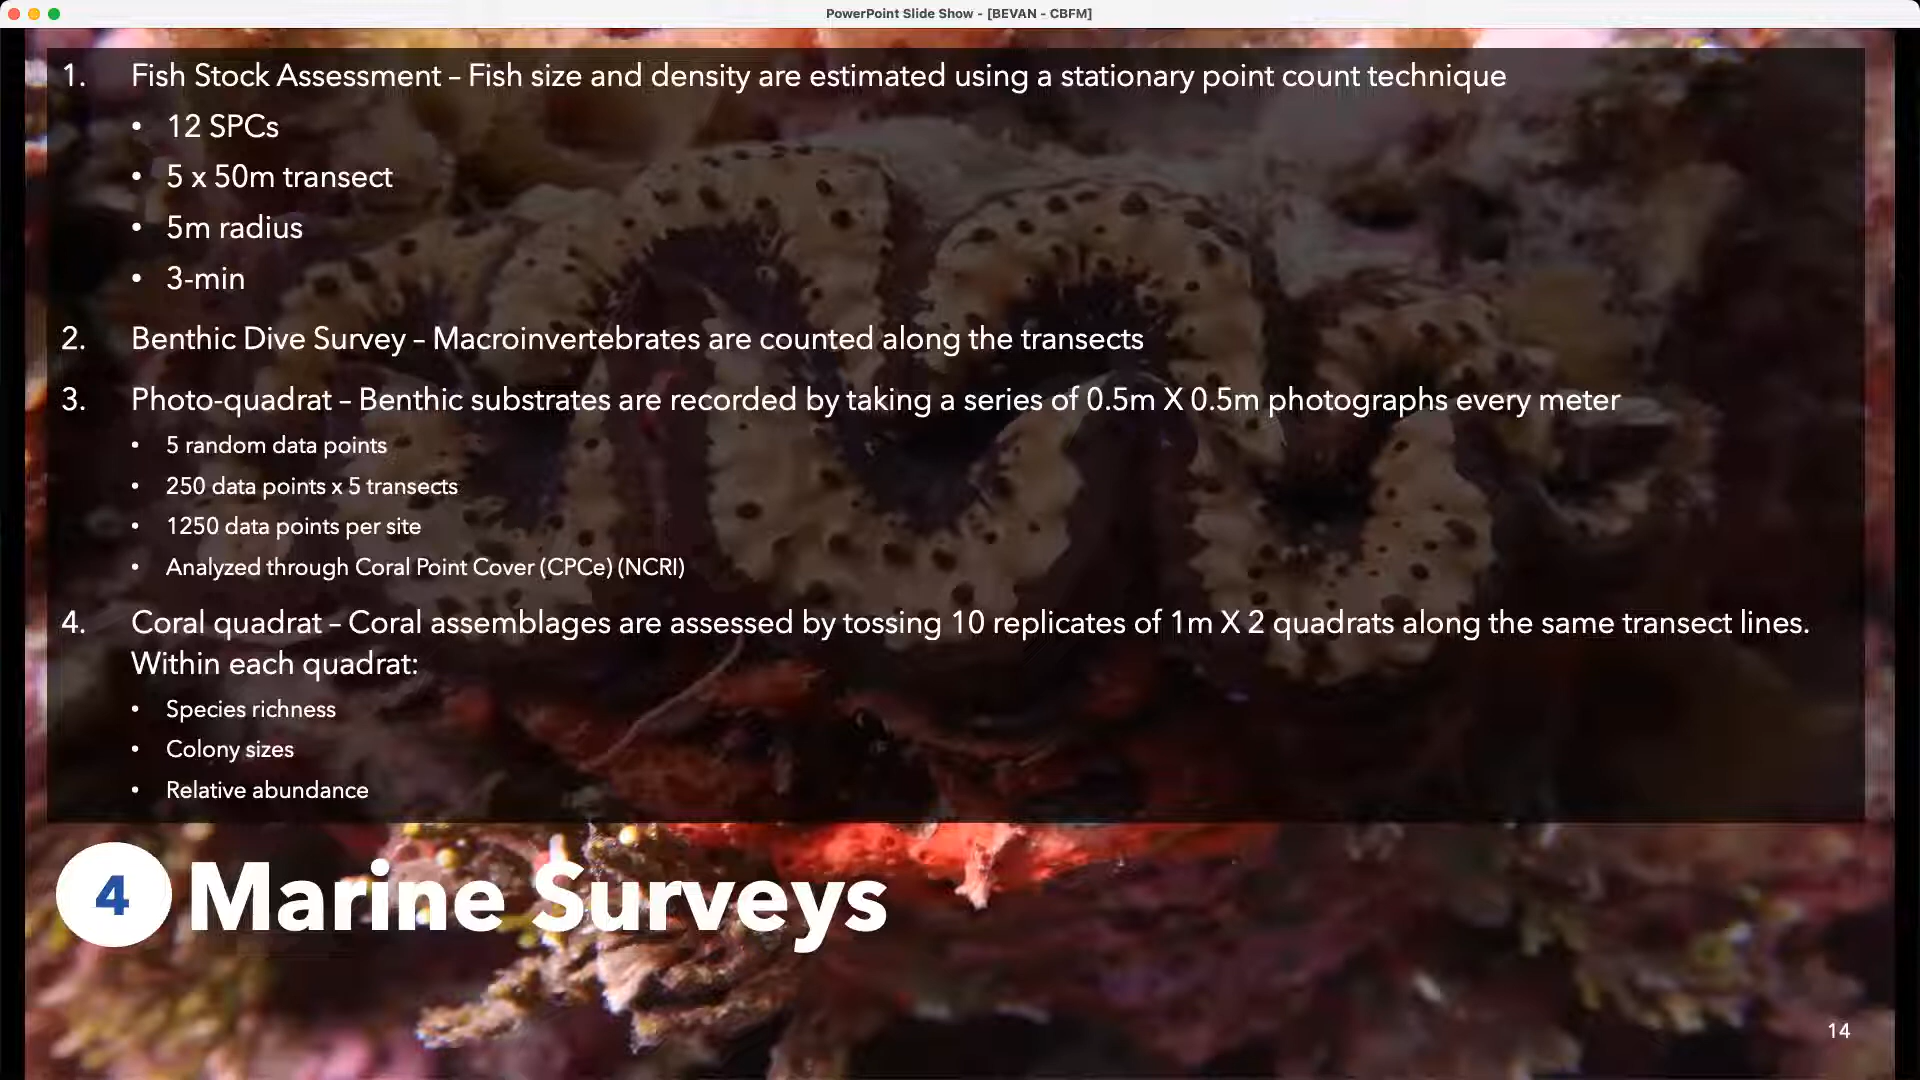 PowerPoint Slide Show - [BEVAN - CBFM]
1. Fish Stock Assessment – Fish size and density are estimated using a stationary point count technique
• 12 SPCs
• 5 x 50m transect
• 5m radius
• 3-min
2. Benthic Dive Survey – Macroinvertebrates are counted along the transects
3. Photo-quadrat – Benthic substrates are recorded by taking a series of 0.5m X 0.5m photographs every meter
• 5 random data points
• 250 data points x 5 transects
• 1250 data points per site
• Analyzed through Coral Point Cover (CPCe) (NCRI)
4. Coral quadrat – Coral assemblages are assessed by tossing 10 replicates of 1m X 2 quadrats along the same transect lines.
Within each quadrat:
• Species richness
• Colony sizes
• Relative abundance
4 Marine Surveys
14